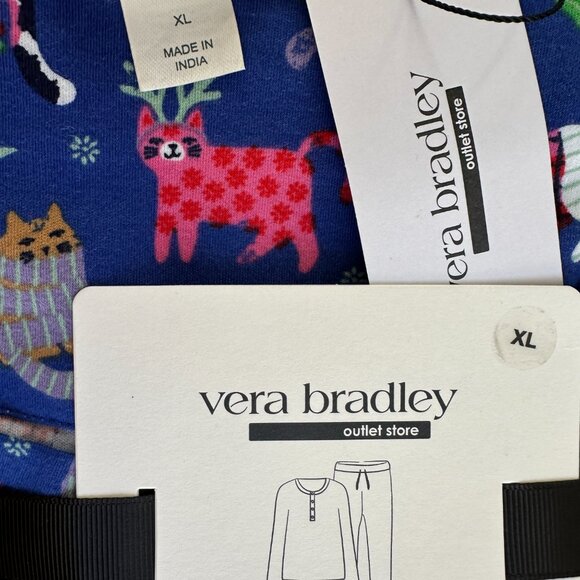 XL
MADE IN
INDIA
vera bradley
outlet store
XL
vera bradley
outlet store